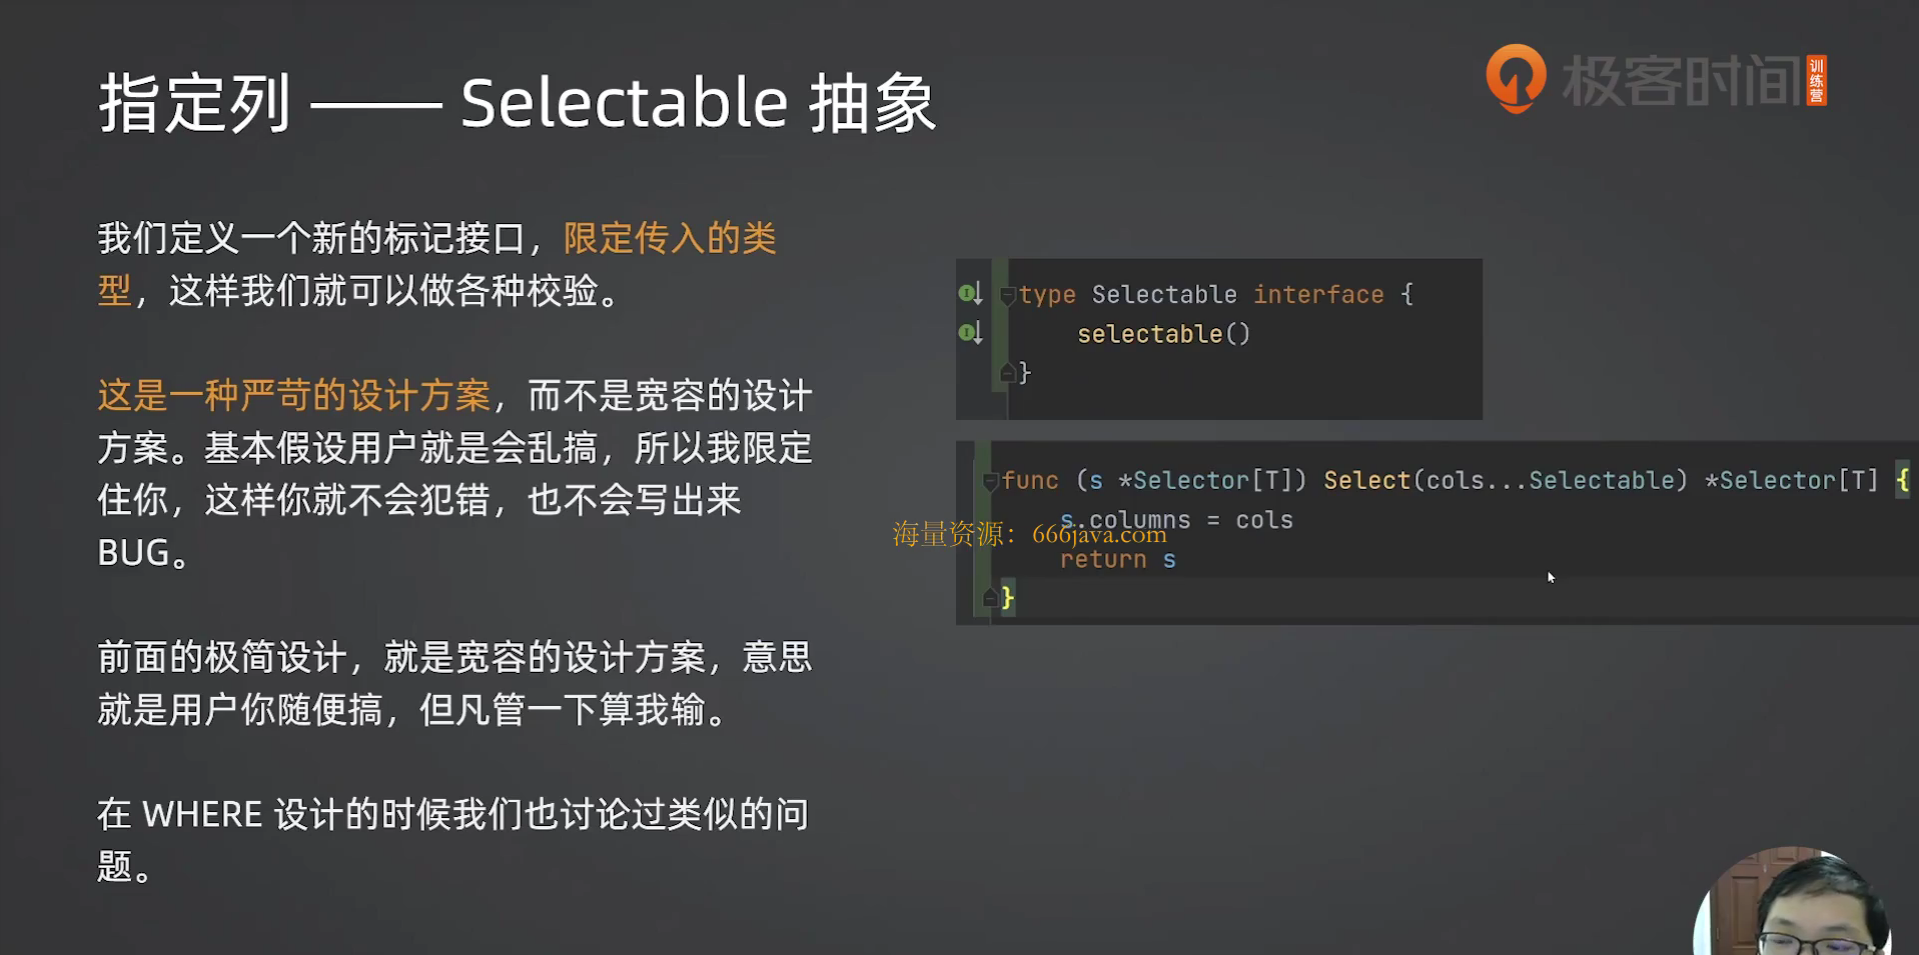 指定列 —— Selectable 抽象
极客时间
训练营
我们定义一个新的标记接口，限定传入的类
型，这样我们就可以做各种校验。
这是一种严苛的设计方案，而不是宽容的设计
方案。基本假设用户就是会乱搞，所以我限定
住你，这样你就不会犯错，也不会写出来
BUG。
前面的极简设计，就是宽容的设计方案，意思
就是用户你随便搞，但凡管一下算我输。
在 WHERE 设计的时候我们也讨论过类似的问
题。
type Selectable interface {
selectable()
}
func (s *Selector[T]) Select(cols...Selectable) *Selector[T] {
s.columns = cols
海量资源：666java.com
return s
}